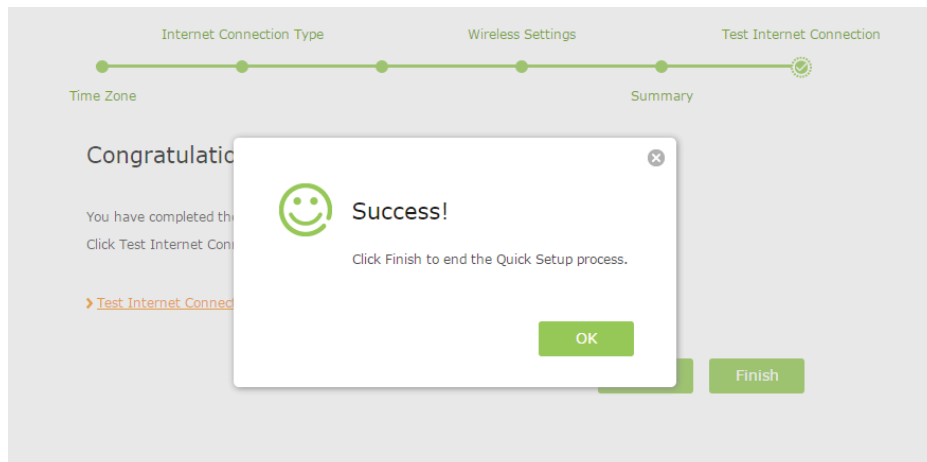 Internet Connection Type
Wireless Settings
Test Internet Connection
Time Zone
Summary
Congratulatio
Success!
You have completed the
Click Test Internet Conn
Click Finish to end the Quick Setup process.
Test Internet Connect
OK
Finish